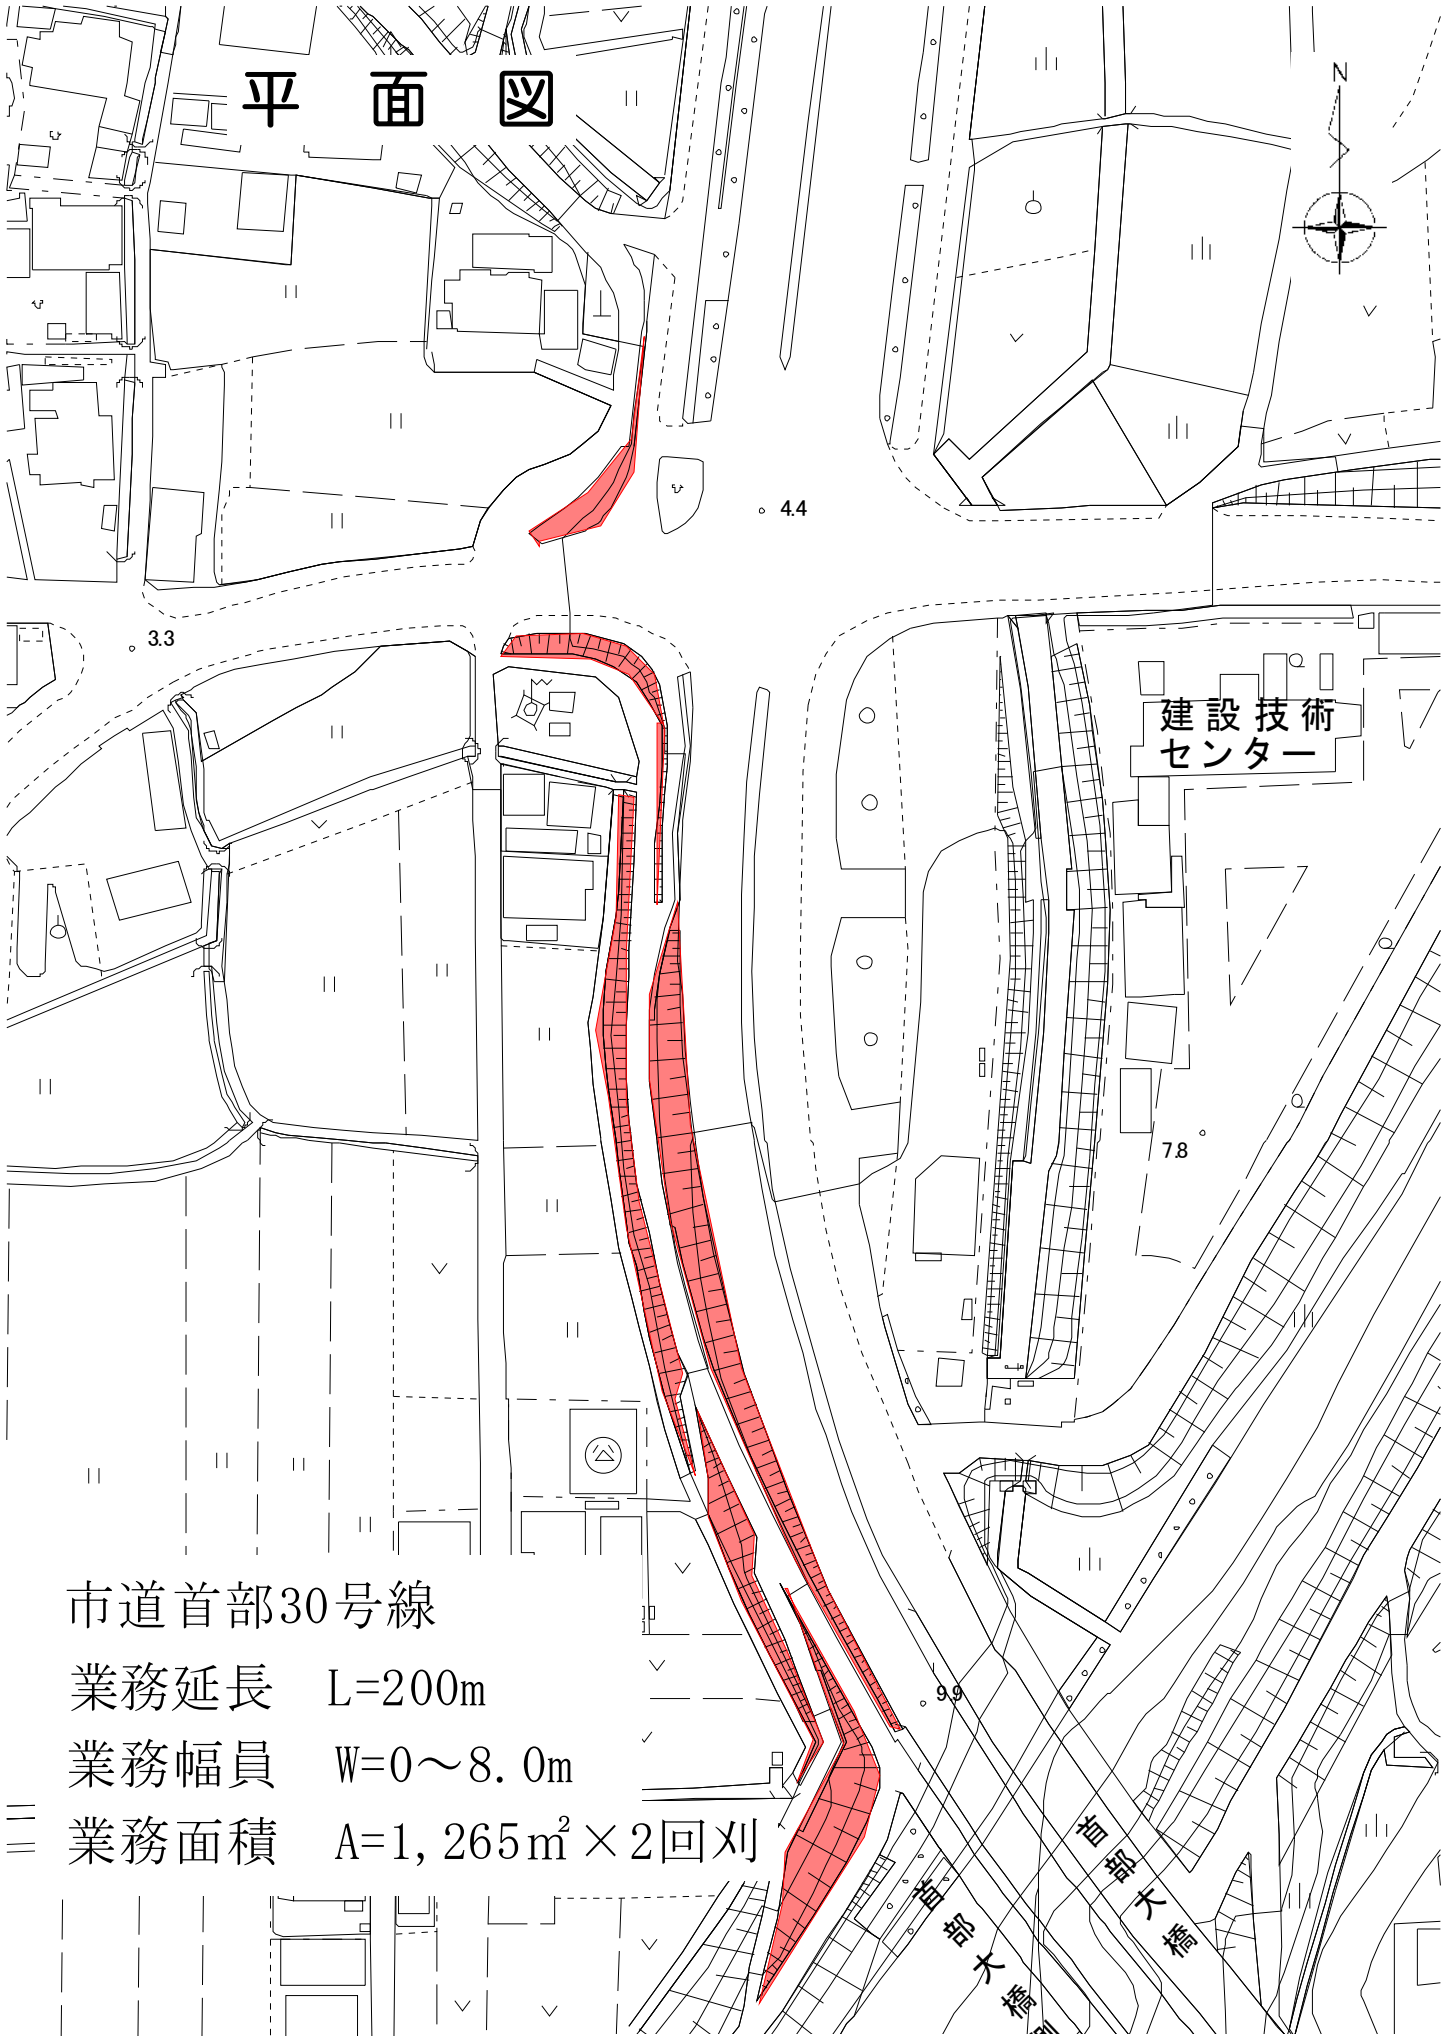 平面図
N
4.4
3.3
建設技術
センター
7.8
9.9
市道首部30号線
業務延長 L=200m
業務幅員 W=0～8.0m
業務面積 A=1,265㎡×2回刈
首部大橋
首部大橋